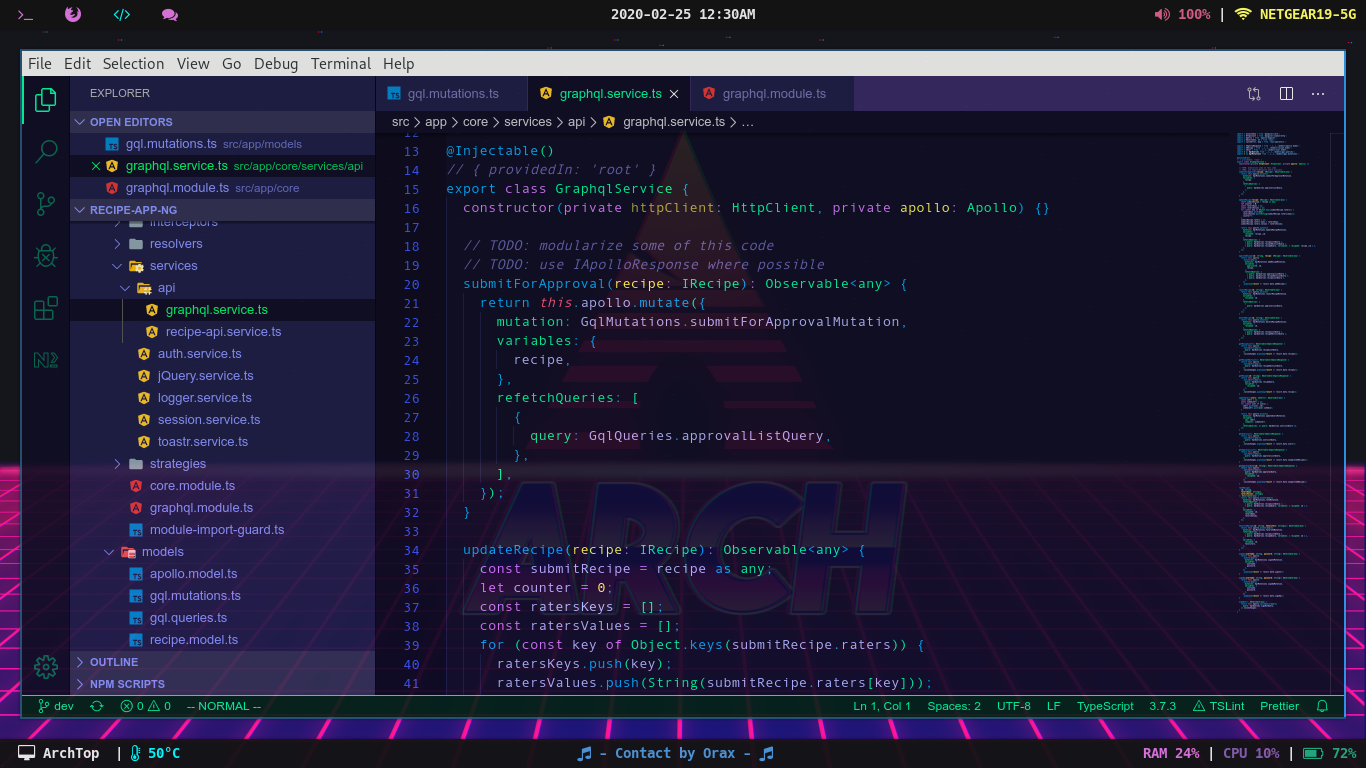 2020-02-25 12:30AM
100% | NETGEAR19-5G
File Edit Selection View Go Debug Terminal Help
EXPLORER
OPEN EDITORS
gql.mutations.ts src/app/models
graphql.service.ts src/app/core/services/api
graphql.module.ts src/app/core
RECIPE-APP-NG
interceptors
resolvers
services
api
graphql.service.ts
recipe-api.service.ts
auth.service.ts
jQuery.service.ts
logger.service.ts
session.service.ts
toastr.service.ts
strategies
core.module.ts
graphql.module.ts
module-import-guard.ts
models
apollo.model.ts
gql.mutations.ts
gql.queries.ts
recipe.model.ts
OUTLINE
NPM SCRIPTS
gql.mutations.ts graphql.service.ts graphql.module.ts
src > app > core > services > api > graphql.service.ts > ...
12
13 @Injectable()
14 // { providedIn: 'root' }
15 export class GraphqlService {
16 constructor(private httpClient: HttpClient, private apollo: Apollo) {}
17
18 // TODO: modularize some of this code
19 // TODO: use IApolloResponse where possible
20 submitForApproval(recipe: IRecipe): Observable<any> {
21 return this.apollo.mutate({
22 mutation: GqlMutations.submitForApprovalMutation,
23 variables: {
24 recipe,
25 },
26 refetchQueries: [
27 {
28 query: GqlQueries.approvalListQuery,
29 },
30 ],
31 });
32 }
33
34 updateRecipe(recipe: IRecipe): Observable<any> {
35 const submitRecipe = recipe as any;
36 let counter = 0;
37 const ratersKeys = [];
38 const ratersValues = [];
39 for (const key of Object.keys(submitRecipe.raters)) {
40 ratersKeys.push(key);
41 ratersValues.push(String(submitRecipe.raters[key]));
ARCH
dev 0 0 -- NORMAL -- Ln 1, Col 1 Spaces: 2 UTF-8 LF TypeScript 3.7.3 TSLint Prettier
ArchTop | 50°C
- Contact by Orax -
RAM 24% | CPU 10% | 72%